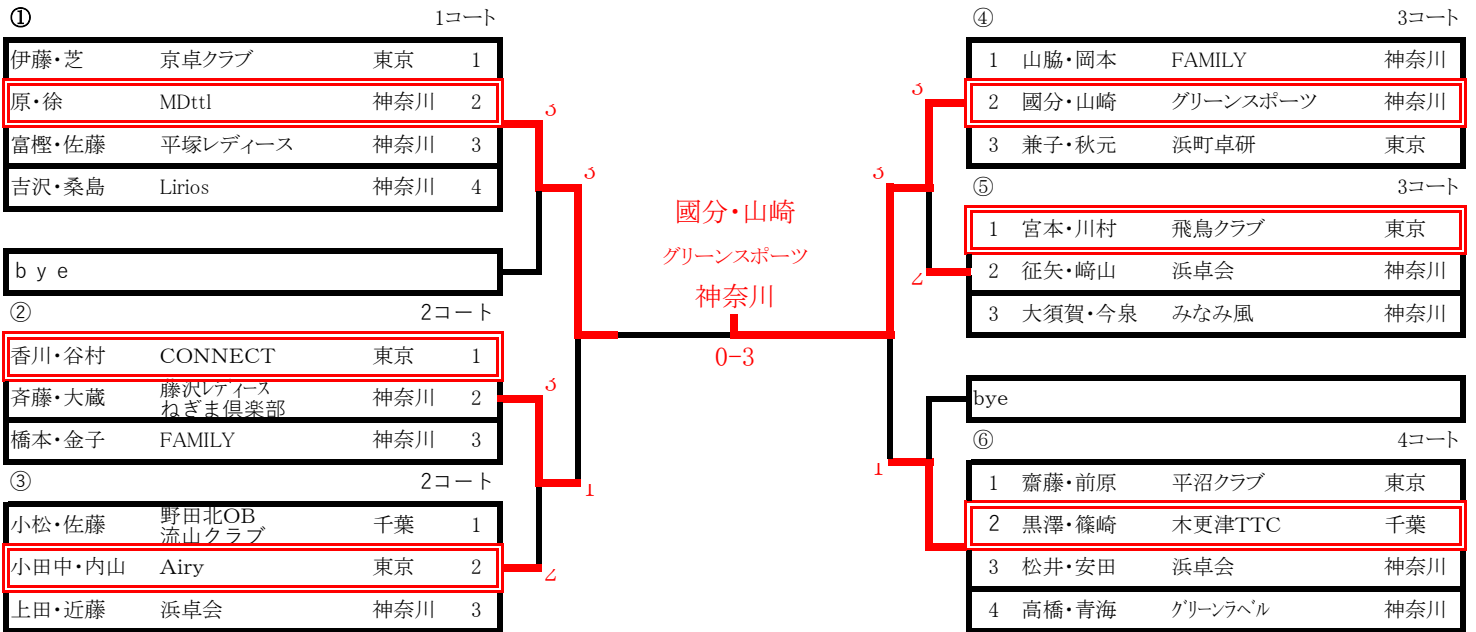 ① 1コート
伊藤・芝 京卓クラブ 東京 1
原・徐 MDttl 神奈川 2
富樫・佐藤 平塚レディース 神奈川 3
吉沢・桑島 Lirios 神奈川 4
bye
② 2コート
香川・谷村 CONNECT 東京 1
斉藤・大蔵 藤沢レディース ねぎま倶楽部 神奈川 2
橋本・金子 FAMILY 神奈川 3
③ 2コート
小松・佐藤 野田北OB 流山クラブ 千葉 1
小田中・内山 Airy 東京 2
上田・近藤 浜卓会 神奈川 3
3
3
3
1
2
國分・山崎
グリーンスポーツ
神奈川
0-3
3
3
2
1
④ 3コート
1 山脇・岡本 FAMILY 神奈川
2 國分・山崎 グリーンスポーツ 神奈川
3 兼子・秋元 浜町卓研 東京
⑤ 3コート
1 宮本・川村 飛鳥クラブ 東京
2 征矢・﨑山 浜卓会 神奈川
3 大須賀・今泉 みなみ風 神奈川
bye
⑥ 4コート
1 齋藤・前原 平沼クラブ 東京
2 黒澤・篠崎 木更津TTC 千葉
3 松井・安田 浜卓会 神奈川
4 高橋・青海 グリーンラベル 神奈川